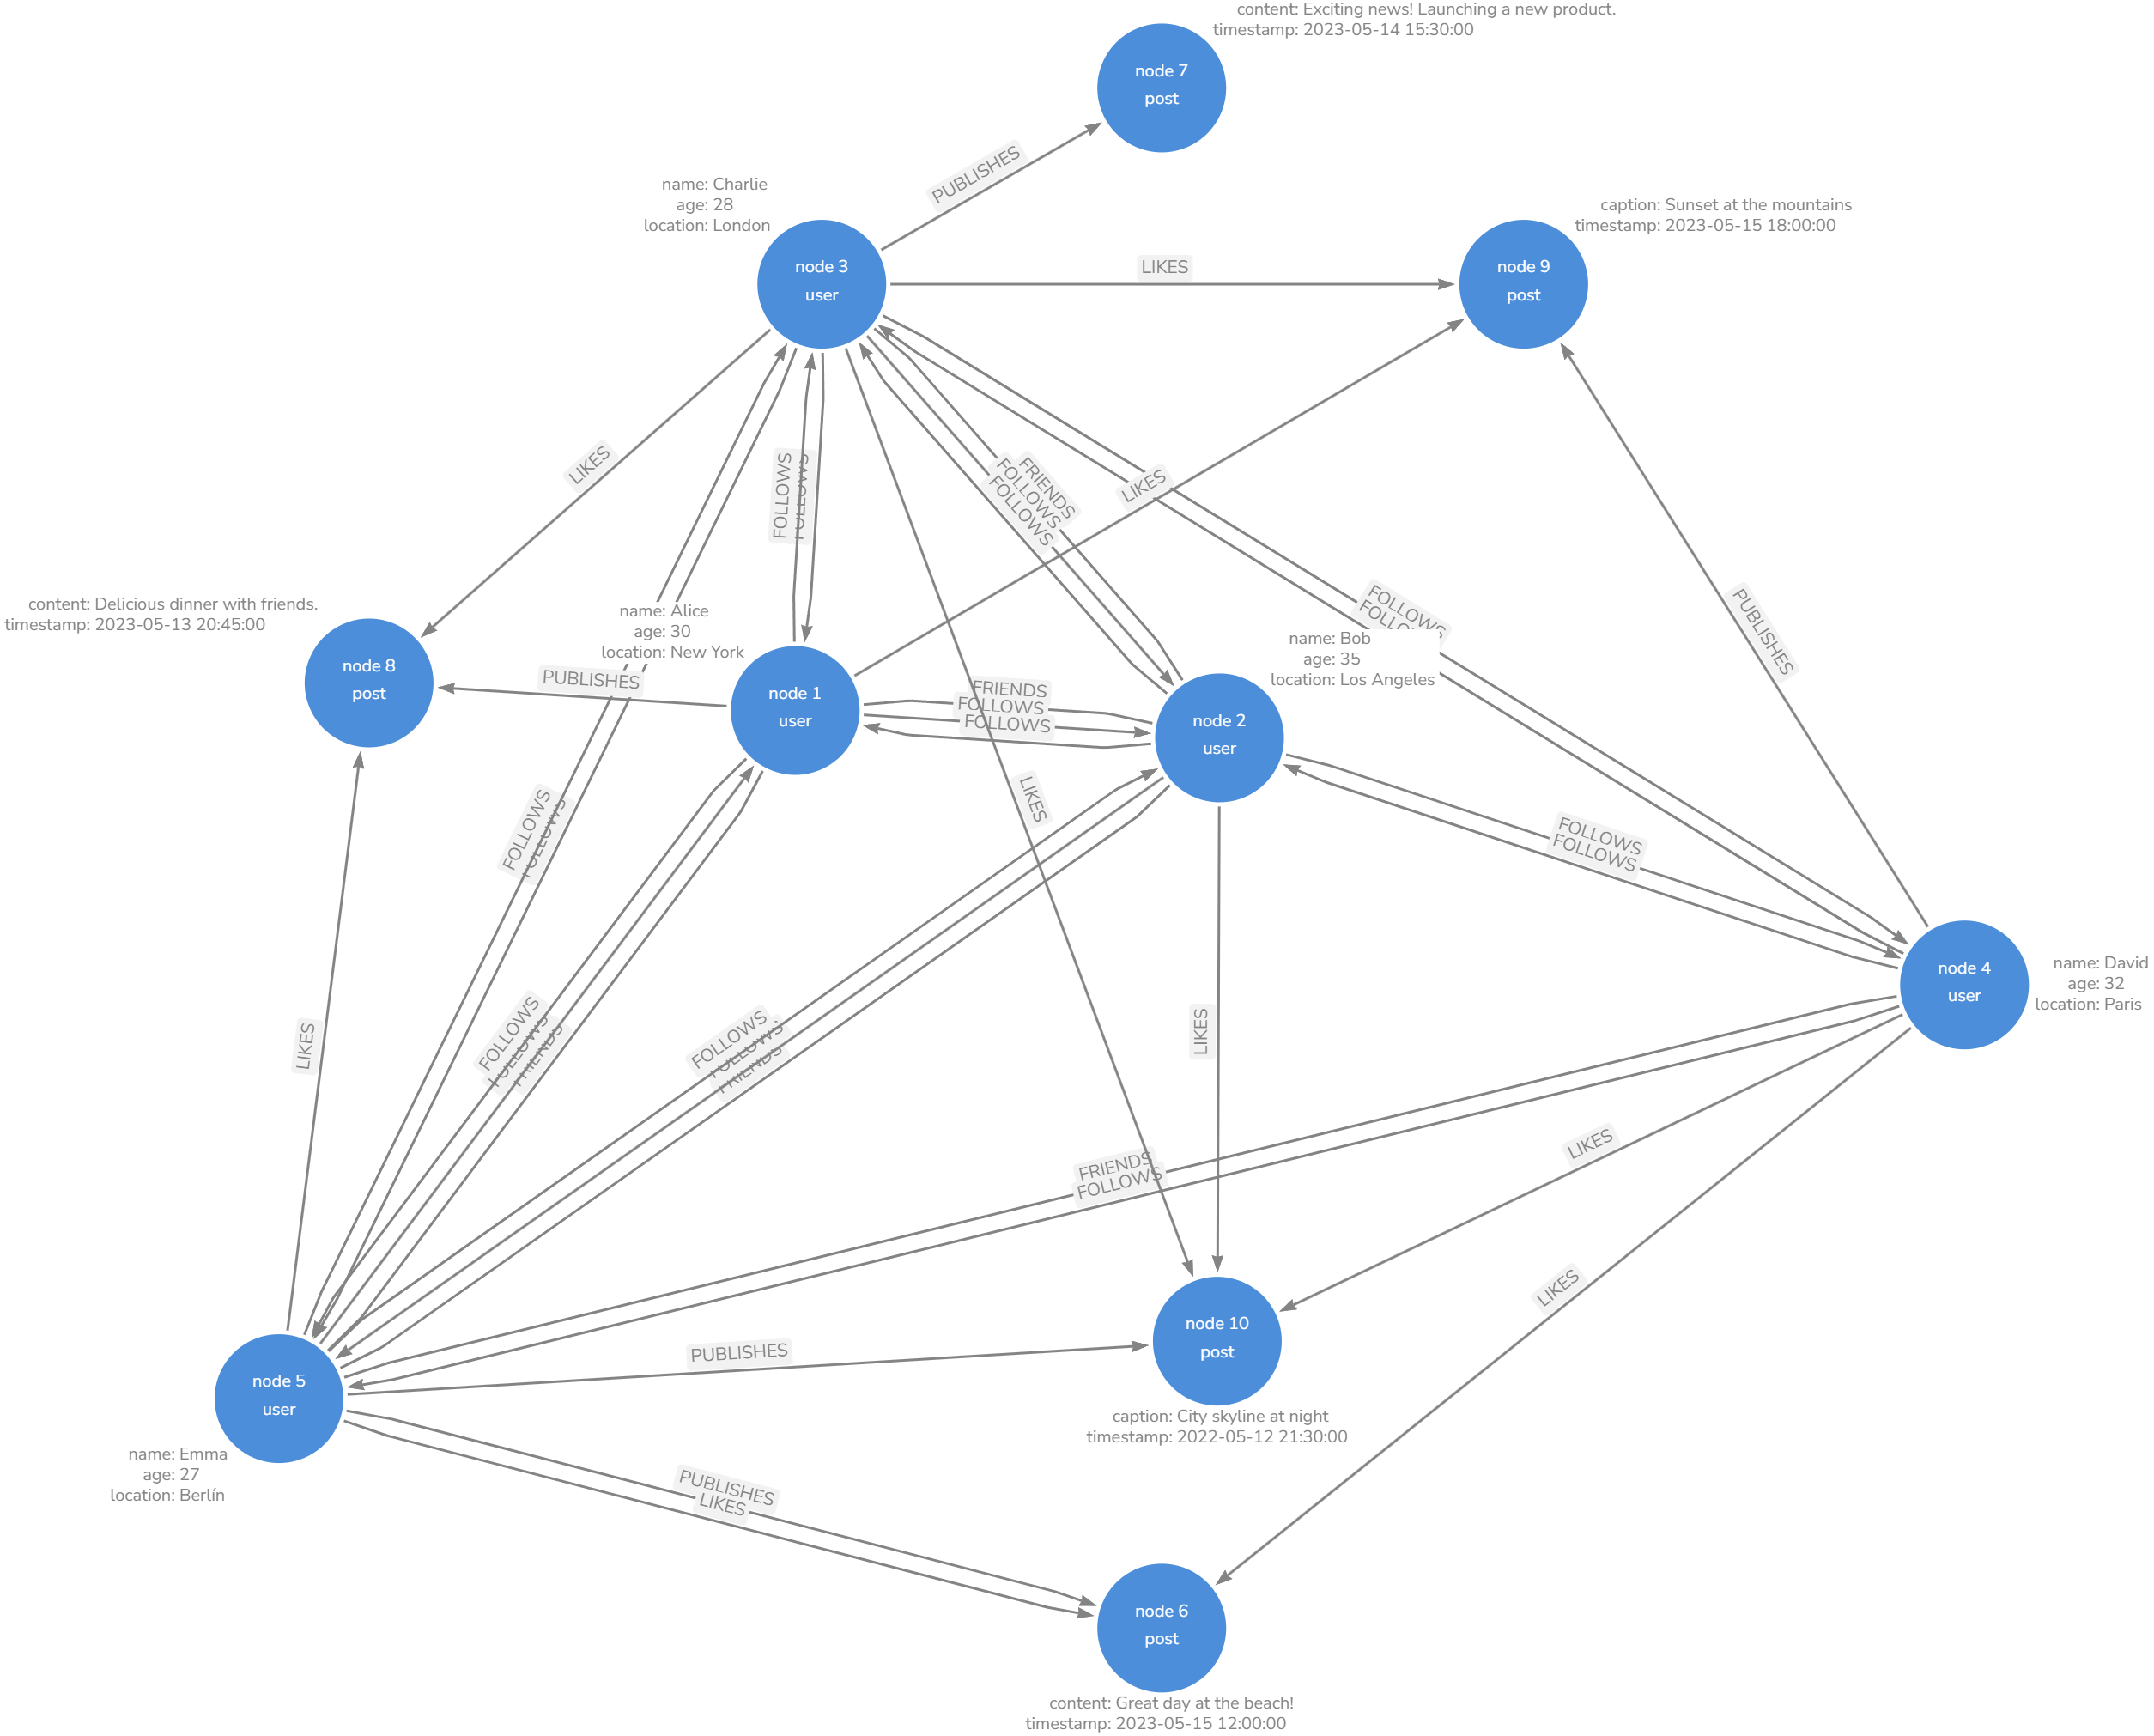 content: Exciting news! Launching a new product.
timestamp: 2023-05-14 15:30:00
node 7
post
PUBLISHES
name: Charlie
age: 28
location: London
node 3
user
LIKES
caption: Sunset at the mountains
timestamp: 2023-05-15 18:00:00
node 9
post
LIKES
FOLLOWS
FOLLOWS
FRIENDS
FOLLOWS
FOLLOWS
LIKES
FOLLOWS
FOLLOWS
PUBLISHES
content: Delicious dinner with friends.
timestamp: 2023-05-13 20:45:00
node 8
post
name: Alice
age: 30
location: New York
PUBLISHES
node 1
user
FRIENDS
FOLLOWS
FOLLOWS
name: Bob
age: 35
location: Los Angeles
node 2
user
LIKES
FOLLOWS
FOLLOWS
FOLLOWS
FOLLOWS
name: David
age: 32
location: Paris
node 4
user
LIKES
FOLLOWS
FOLLOWS
FRIENDS
FOLLOWS
FOLLOWS
FRIENDS
LIKES
FRIENDS
FOLLOWS
LIKES
LIKES
node 10
post
caption: City skyline at night
timestamp: 2022-05-12 21:30:00
PUBLISHES
node 5
user
name: Emma
age: 27
location: Berlín
PUBLISHES
LIKES
node 6
post
content: Great day at the beach!
timestamp: 2023-05-15 12:00:00